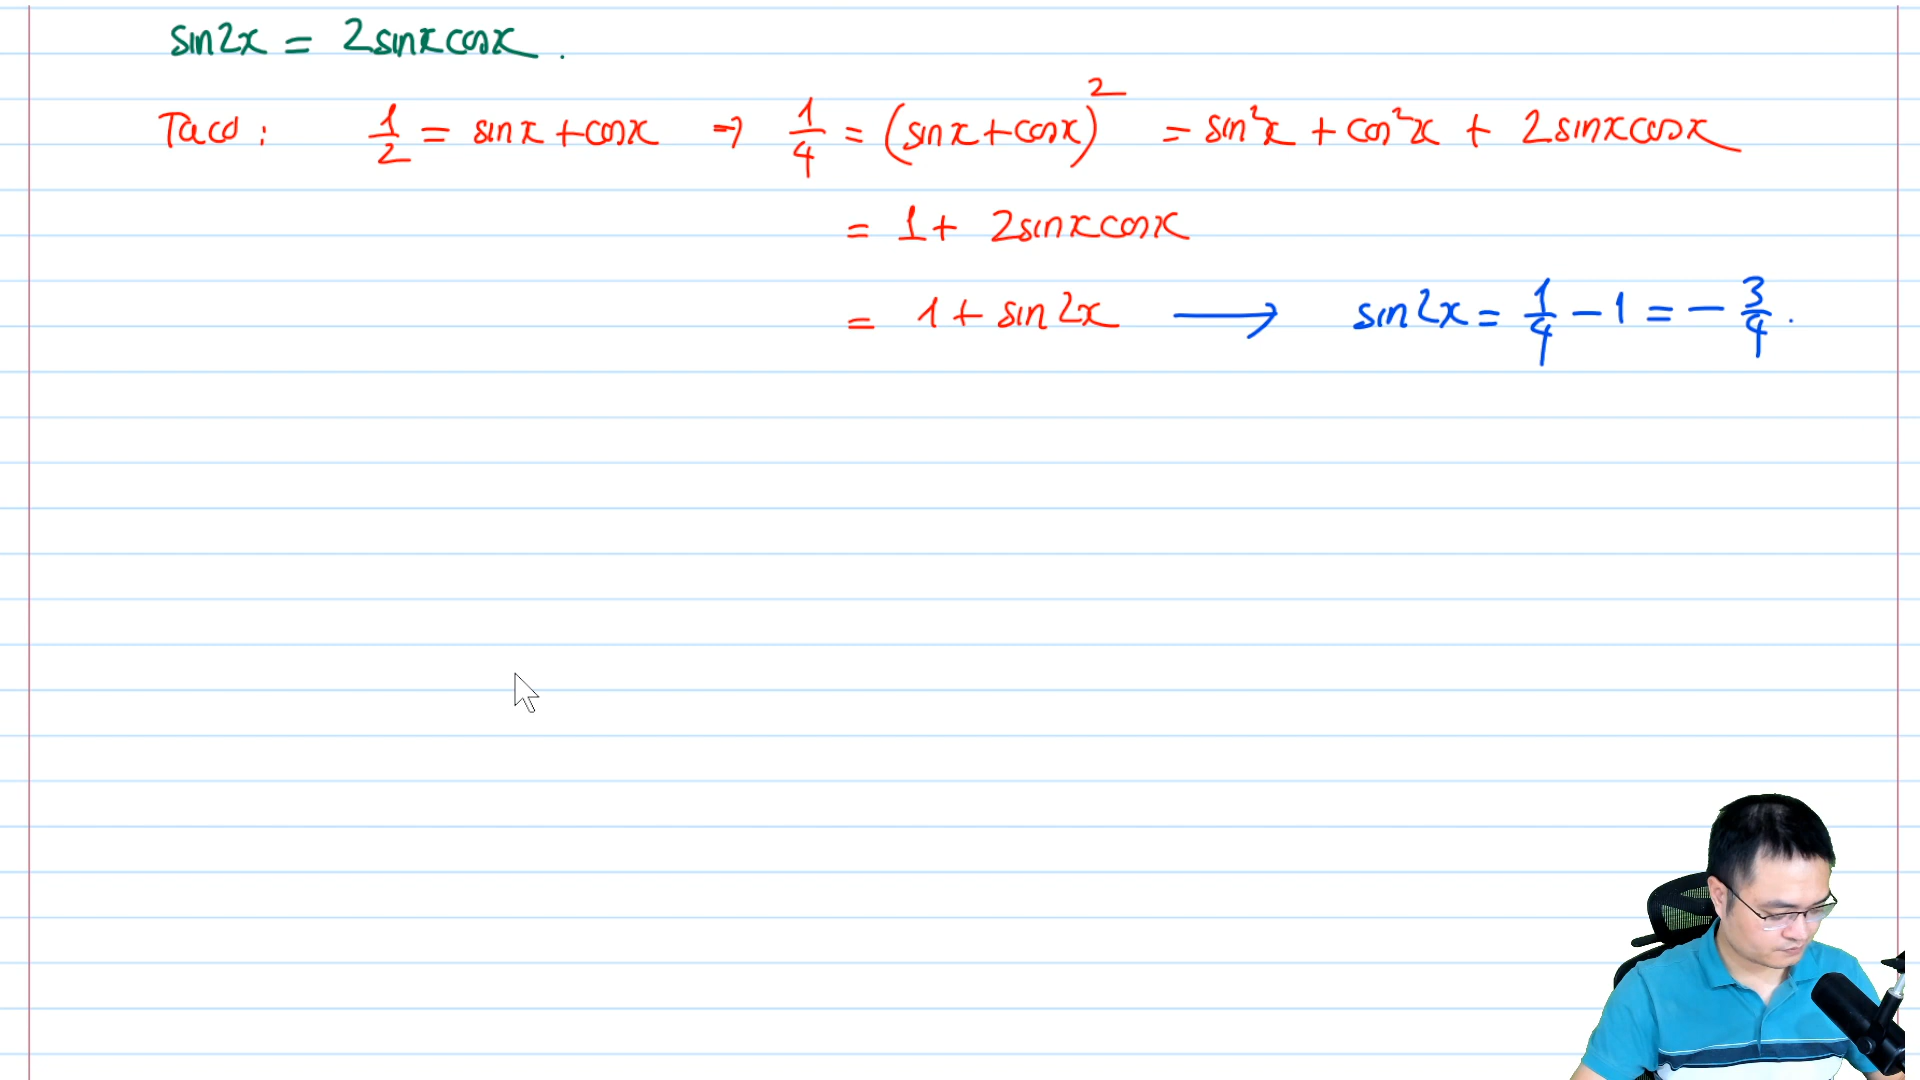 sin2x = 2sinxcosx.
Ta có: 1/2 = sinx + cosx ⇒ 1/4 = (sinx + cosx)² = sin²x + cos²x + 2sinxcosx
= 1 + 2sinxcosx
= 1 + sin2x ⟶ sin2x = 1/4 − 1 = −3/4.